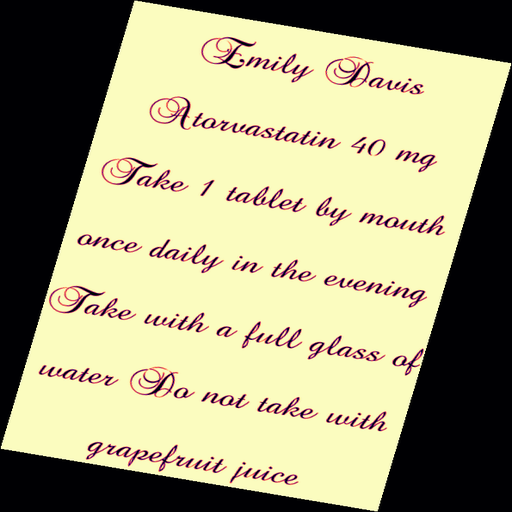 Emily Davis
Atorvastatin 40 mg
Take 1 tablet by mouth
once daily in the evening
Take with a full glass of
water Do not take with
grapefruit juice